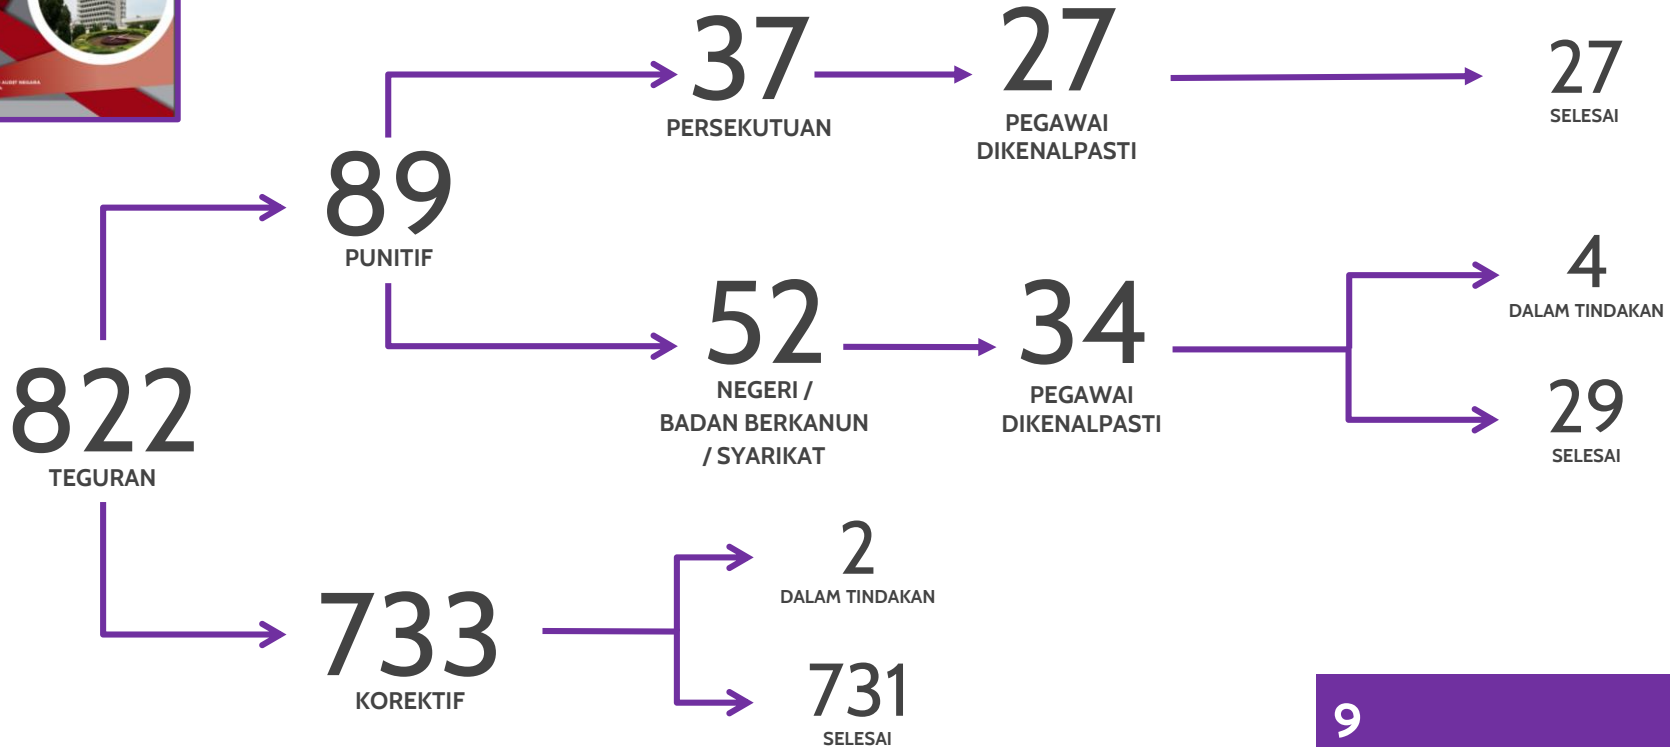 37
PERSEKUTUAN
27
PEGAWAI
DIKENALPASTI
27
SELESAI
89
PUNITIF
52
NEGERI /
BADAN BERKANUN
/ SYARIKAT
34
PEGAWAI
DIKENALPASTI
4
DALAM TINDAKAN
29
SELESAI
822
TEGURAN
733
KOREKTIF
2
DALAM TINDAKAN
731
SELESAI
9